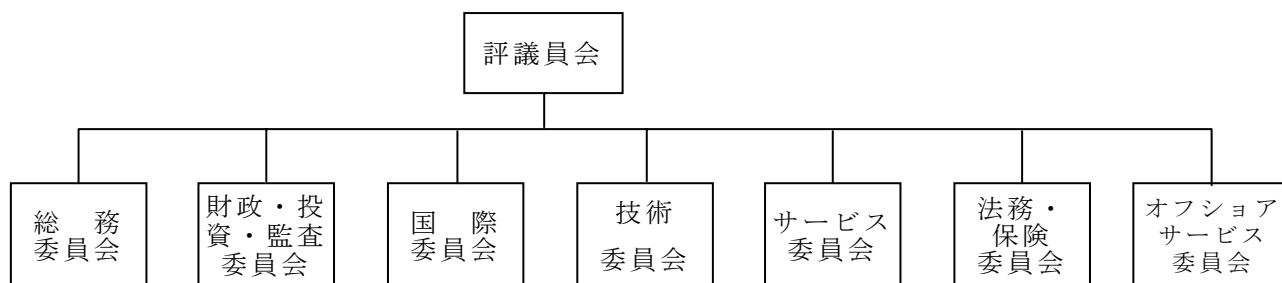 評議員会
総　務
委員会
財政・投
資・監査
委員会
国　際
委員会
技術
委員会
サービス
委員会
法務・
保険
委員会
オフショア
サービス
委員会